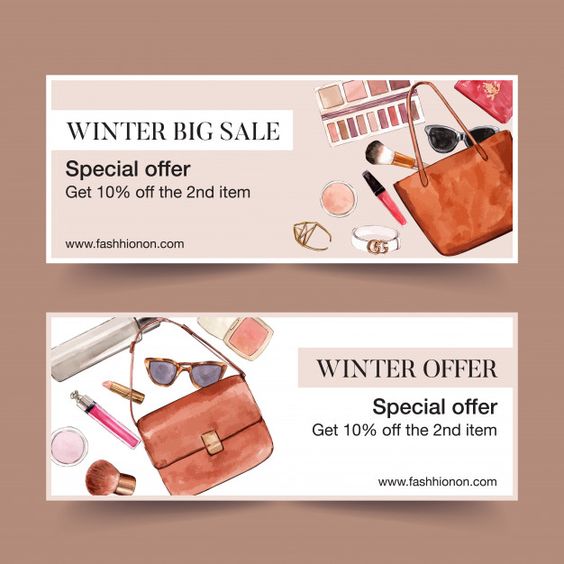 WINTER BIG SALE
Special offer
Get 10% off the 2nd item
www.fashhionon.com
WINTER OFFER
Special offer
Get 10% off the 2nd item
www.fashhionon.com